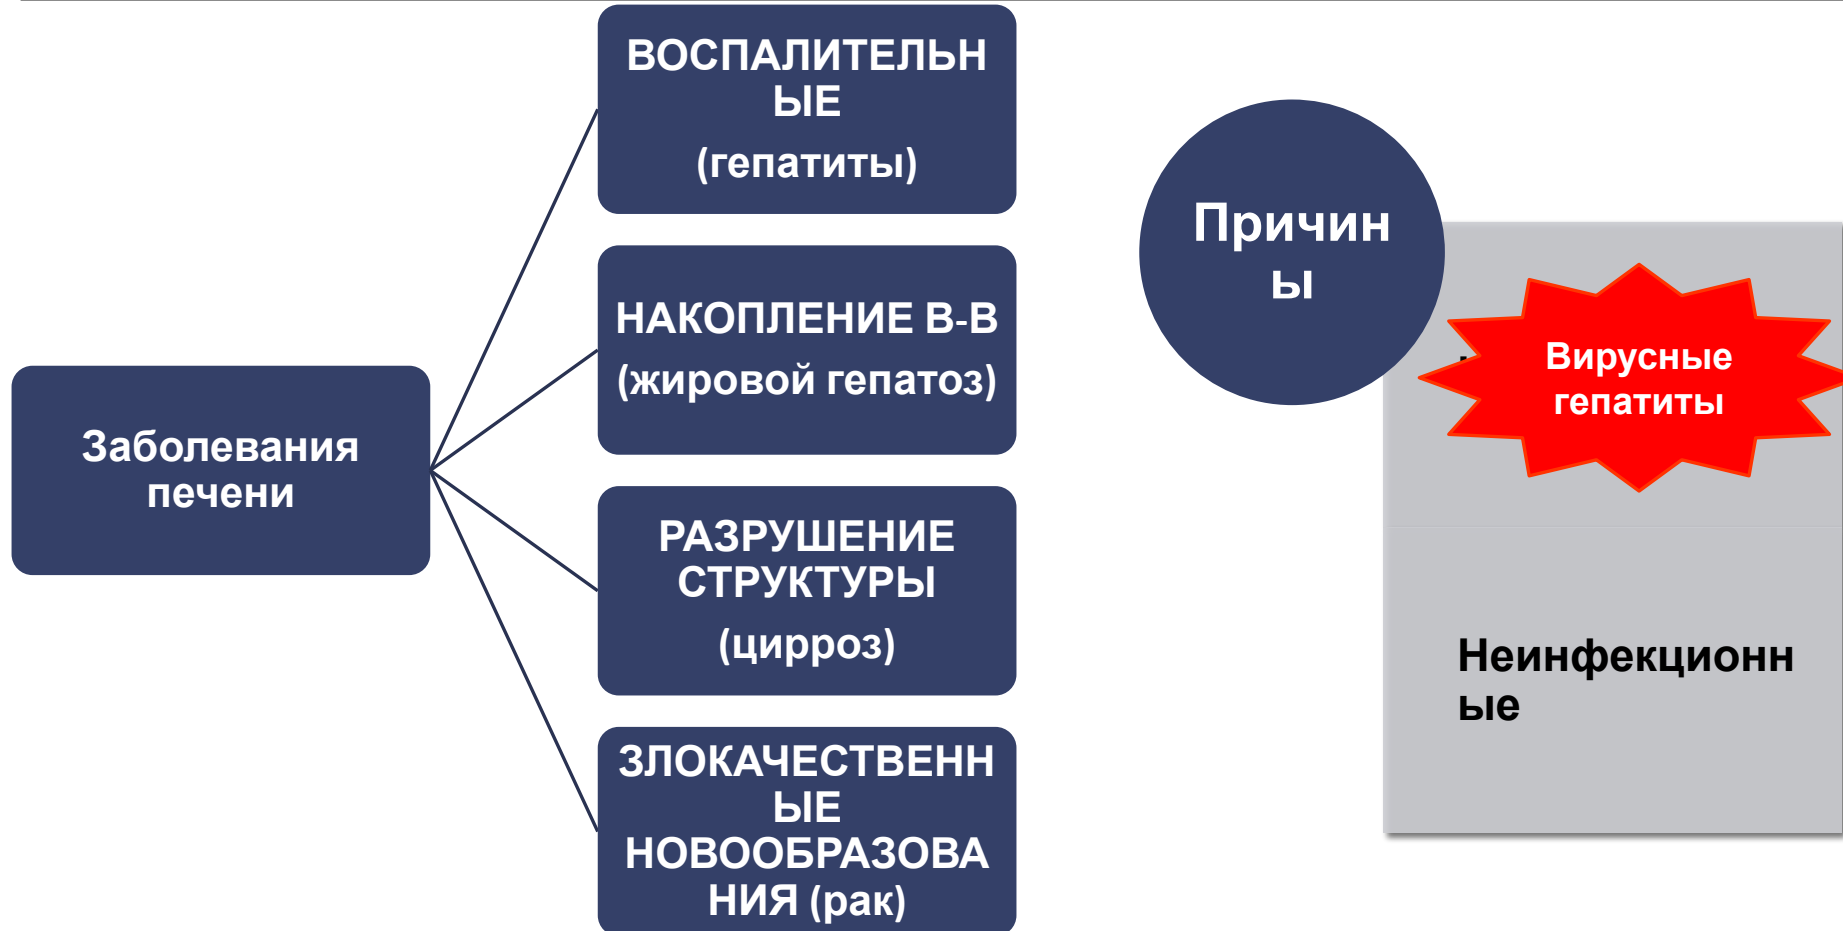 Заболевания
печени
ВОСПАЛИТЕЛЬН
ЫЕ
(гепатиты)
НАКОПЛЕНИЕ В-В
(жировой гепатоз)
РАЗРУШЕНИЕ
СТРУКТУРЫ
(цирроз)
ЗЛОКАЧЕСТВЕНН
ЫЕ
НОВООБРАЗОВА
НИЯ (рак)
Причин
ы
Вирусные
гепатиты
Неинфекционн
ые